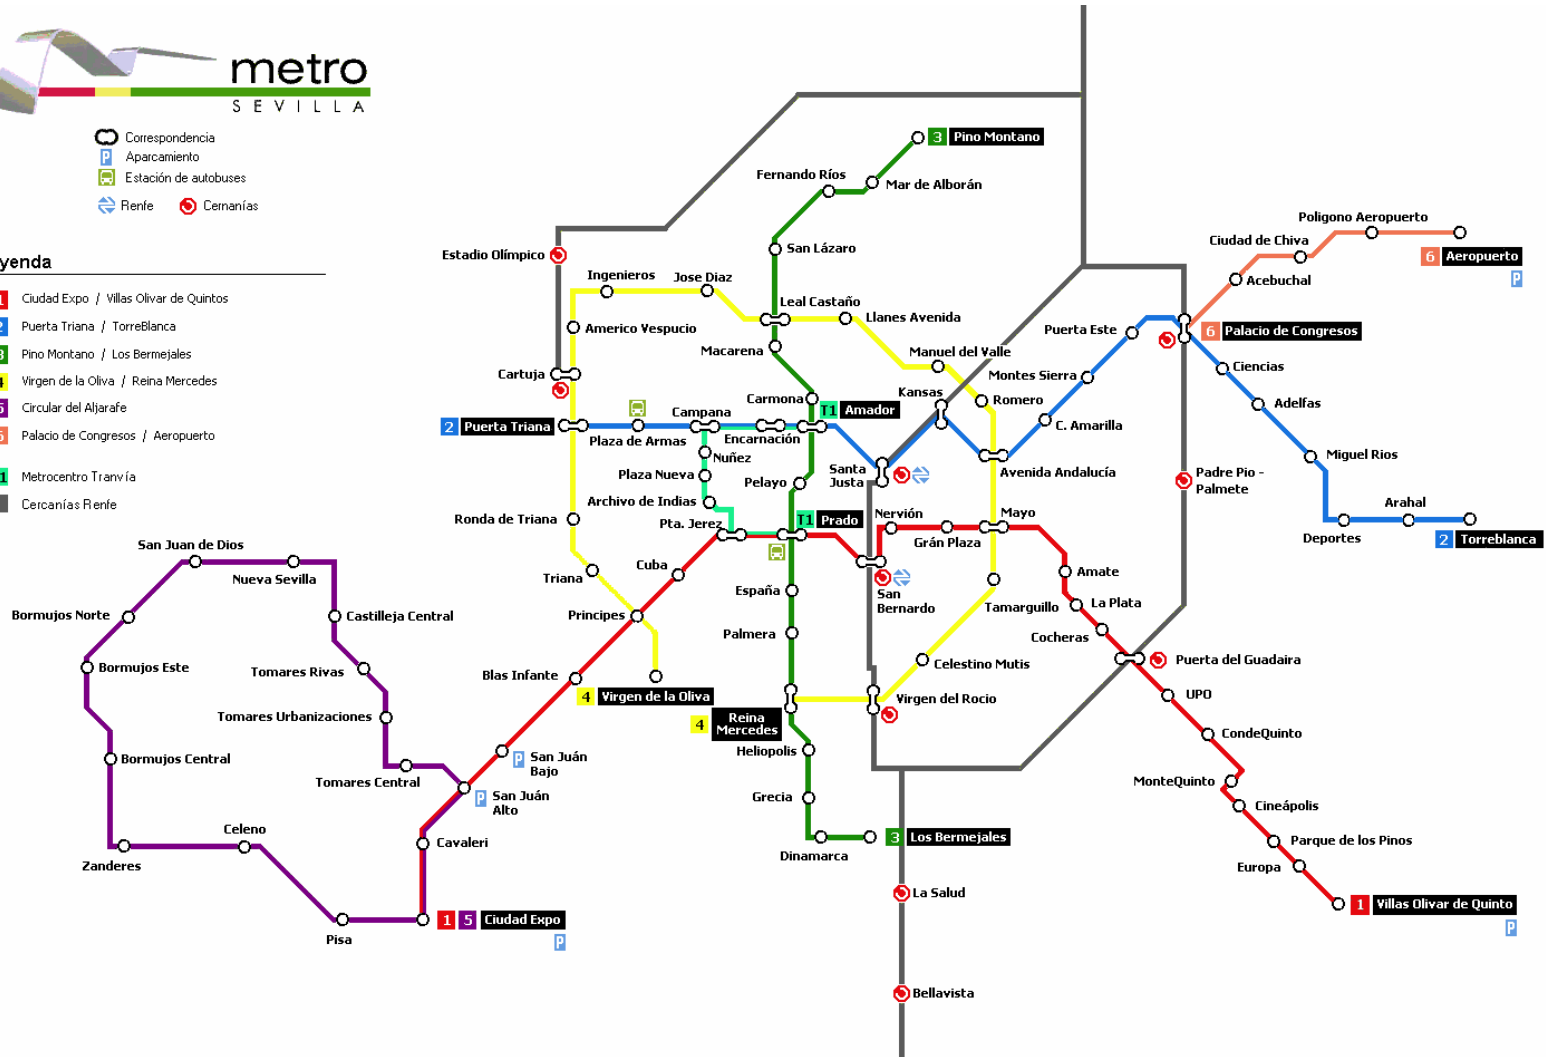 metro
SEVILLA
Correspondencia
P Aparcamiento
Estación de autobuses
Renfe
Cernanías
yenda
1 Ciudad Expo / Villas Olivar de Quintos
2 Puerta Triana / TorreBlanca
3 Pino Montano / Los Bermejales
4 Virgen de la Oliva / Reina Mercedes
5 Circular del Aljarafe
6 Palacio de Congresos / Aeropuerto
1 Metrocentro Tranvía
Cercanías Renfe
3 Pino Montano
Fernando Ríos
Mar de Alborán
San Lázaro
Estadio Olímpico
Ingenieros
Jose Diaz
Leal Castaño
Llanes Avenida
Americo Vespucio
Macarena
Manuel del Valle
Cartuja
Carmona
Kansas
Romero
Montes Sierra
Puerta Este
C. Amarilla
Poligono Aeropuerto
Ciudad de Chiva
6 Aeropuerto
P
Acebuchal
6 Palacio de Congresos
Ciencias
Adelfas
Miguel Rios
Arahal
Deportes
2 Torreblanca
Padre Pio -
Palmete
2 Puerta Triana
Plaza de Armas
Campana
Encarnación
T1 Amador
Nuñez
Plaza Nueva
Archivo de Indias
Pelayo
Santa
Justa
Avenida Andalucía
Ronda de Triana
Pta. Jerez
T1 Prado
Nervión
Grán Plaza
Mayo
Triana
Cuba
Principes
España
Palmera
San
Bernardo
Tamarguillo
Amate
La Plata
Cocheras
Puerta del Guadaira
Blas Infante
4 Virgen de la Oliva
4 Reina
Mercedes
Celestino Mutis
Virgen del Rocio
UPO
CondeQuinto
MonteQuinto
Cineápolis
Parque de los Pinos
Europa
1 Villas Olivar de Quinto
P
Heliopolis
Grecia
Dinamarca
3 Los Bermejales
La Salud
Bellavista
San Juan de Dios
Nueva Sevilla
Bormujos Norte
Castilleja Central
Bormujos Este
Tomares Rivas
Tomares Urbanizaciones
Bormujos Central
Tomares Central
P San Juán
Bajo
P San Juán
Alto
Celeno
Cavaleri
Zanderes
Pisa
1 5 Ciudad Expo
P